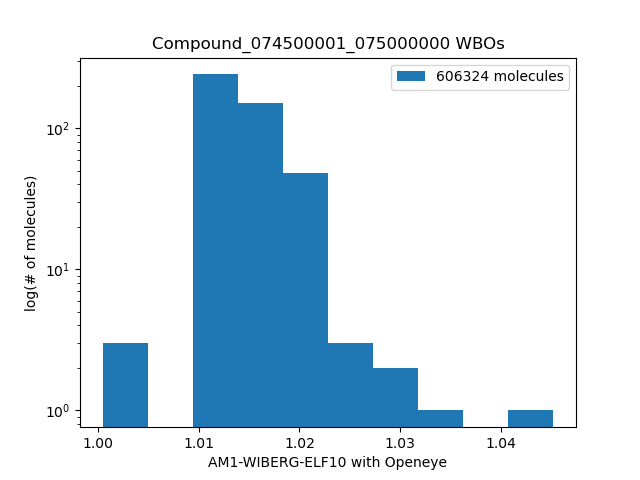 Compound_074500001_075000000 WBOs
606324 molecules
log(# of molecules)
10²
10¹
10⁰
1.00 1.01 1.02 1.03 1.04
AM1-WIBERG-ELF10 with Openeye